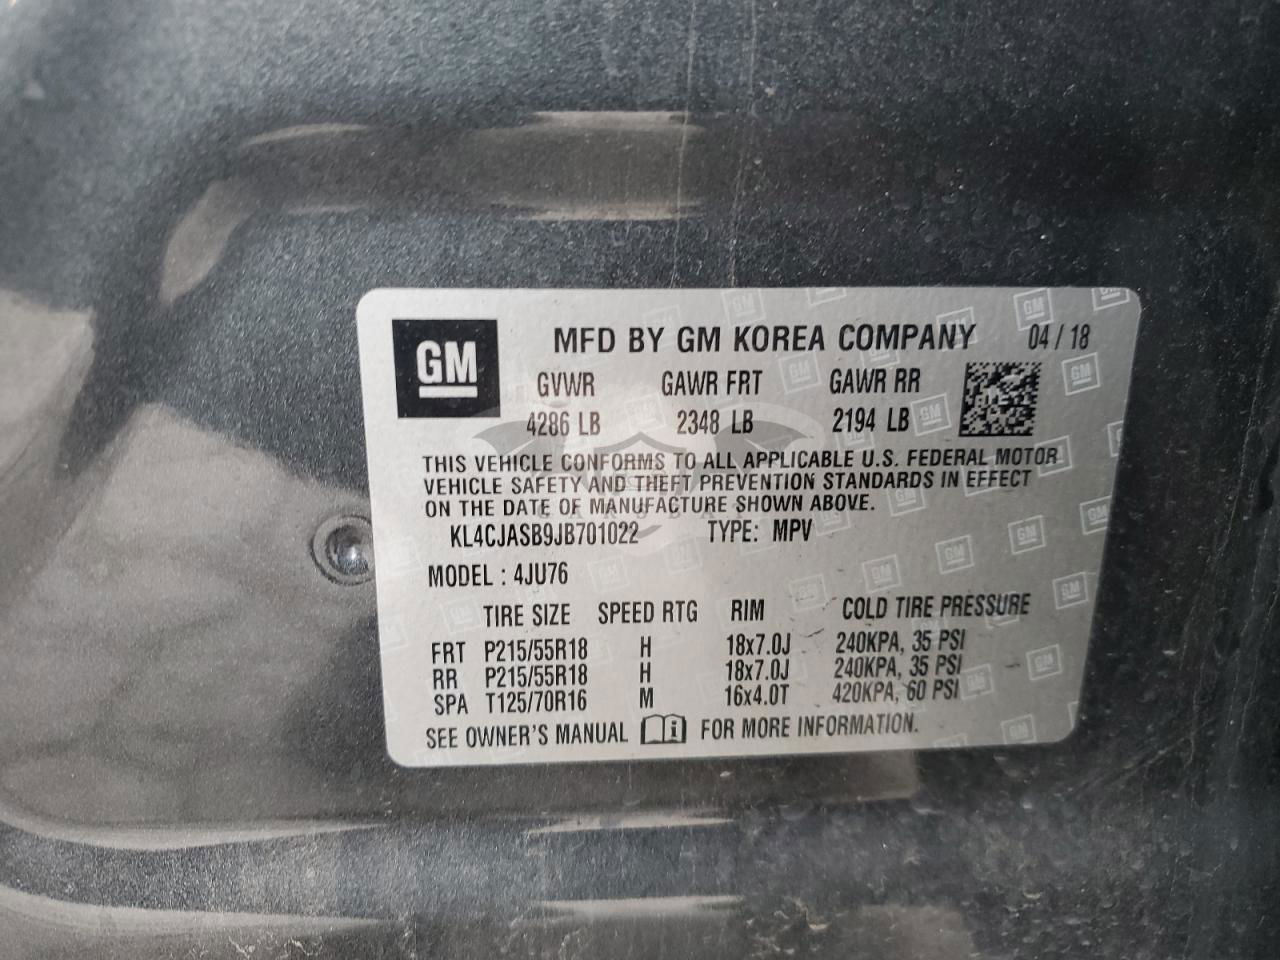 GM
MFD BY GM KOREA COMPANY 04 / 18
GVWR GAWR FRT GAWR RR
4286 LB 2348 LB 2194 LB
THIS VEHICLE CONFORMS TO ALL APPLICABLE U.S. FEDERAL MOTOR
VEHICLE SAFETY AND THEFT PREVENTION STANDARDS IN EFFECT
ON THE DATE OF MANUFACTURE SHOWN ABOVE.
KL4CJASB9JB701022 TYPE: MPV
MODEL : 4JU76
TIRE SIZE SPEED RTG RIM COLD TIRE PRESSURE
FRT P215/55R18 H 18x7.0J 240KPA, 35 PSI
RR P215/55R18 H 18x7.0J 240KPA, 35 PSI
SPA T125/70R16 M 16x4.0T 420KPA, 60 PSI
SEE OWNER'S MANUAL i FOR MORE INFORMATION.